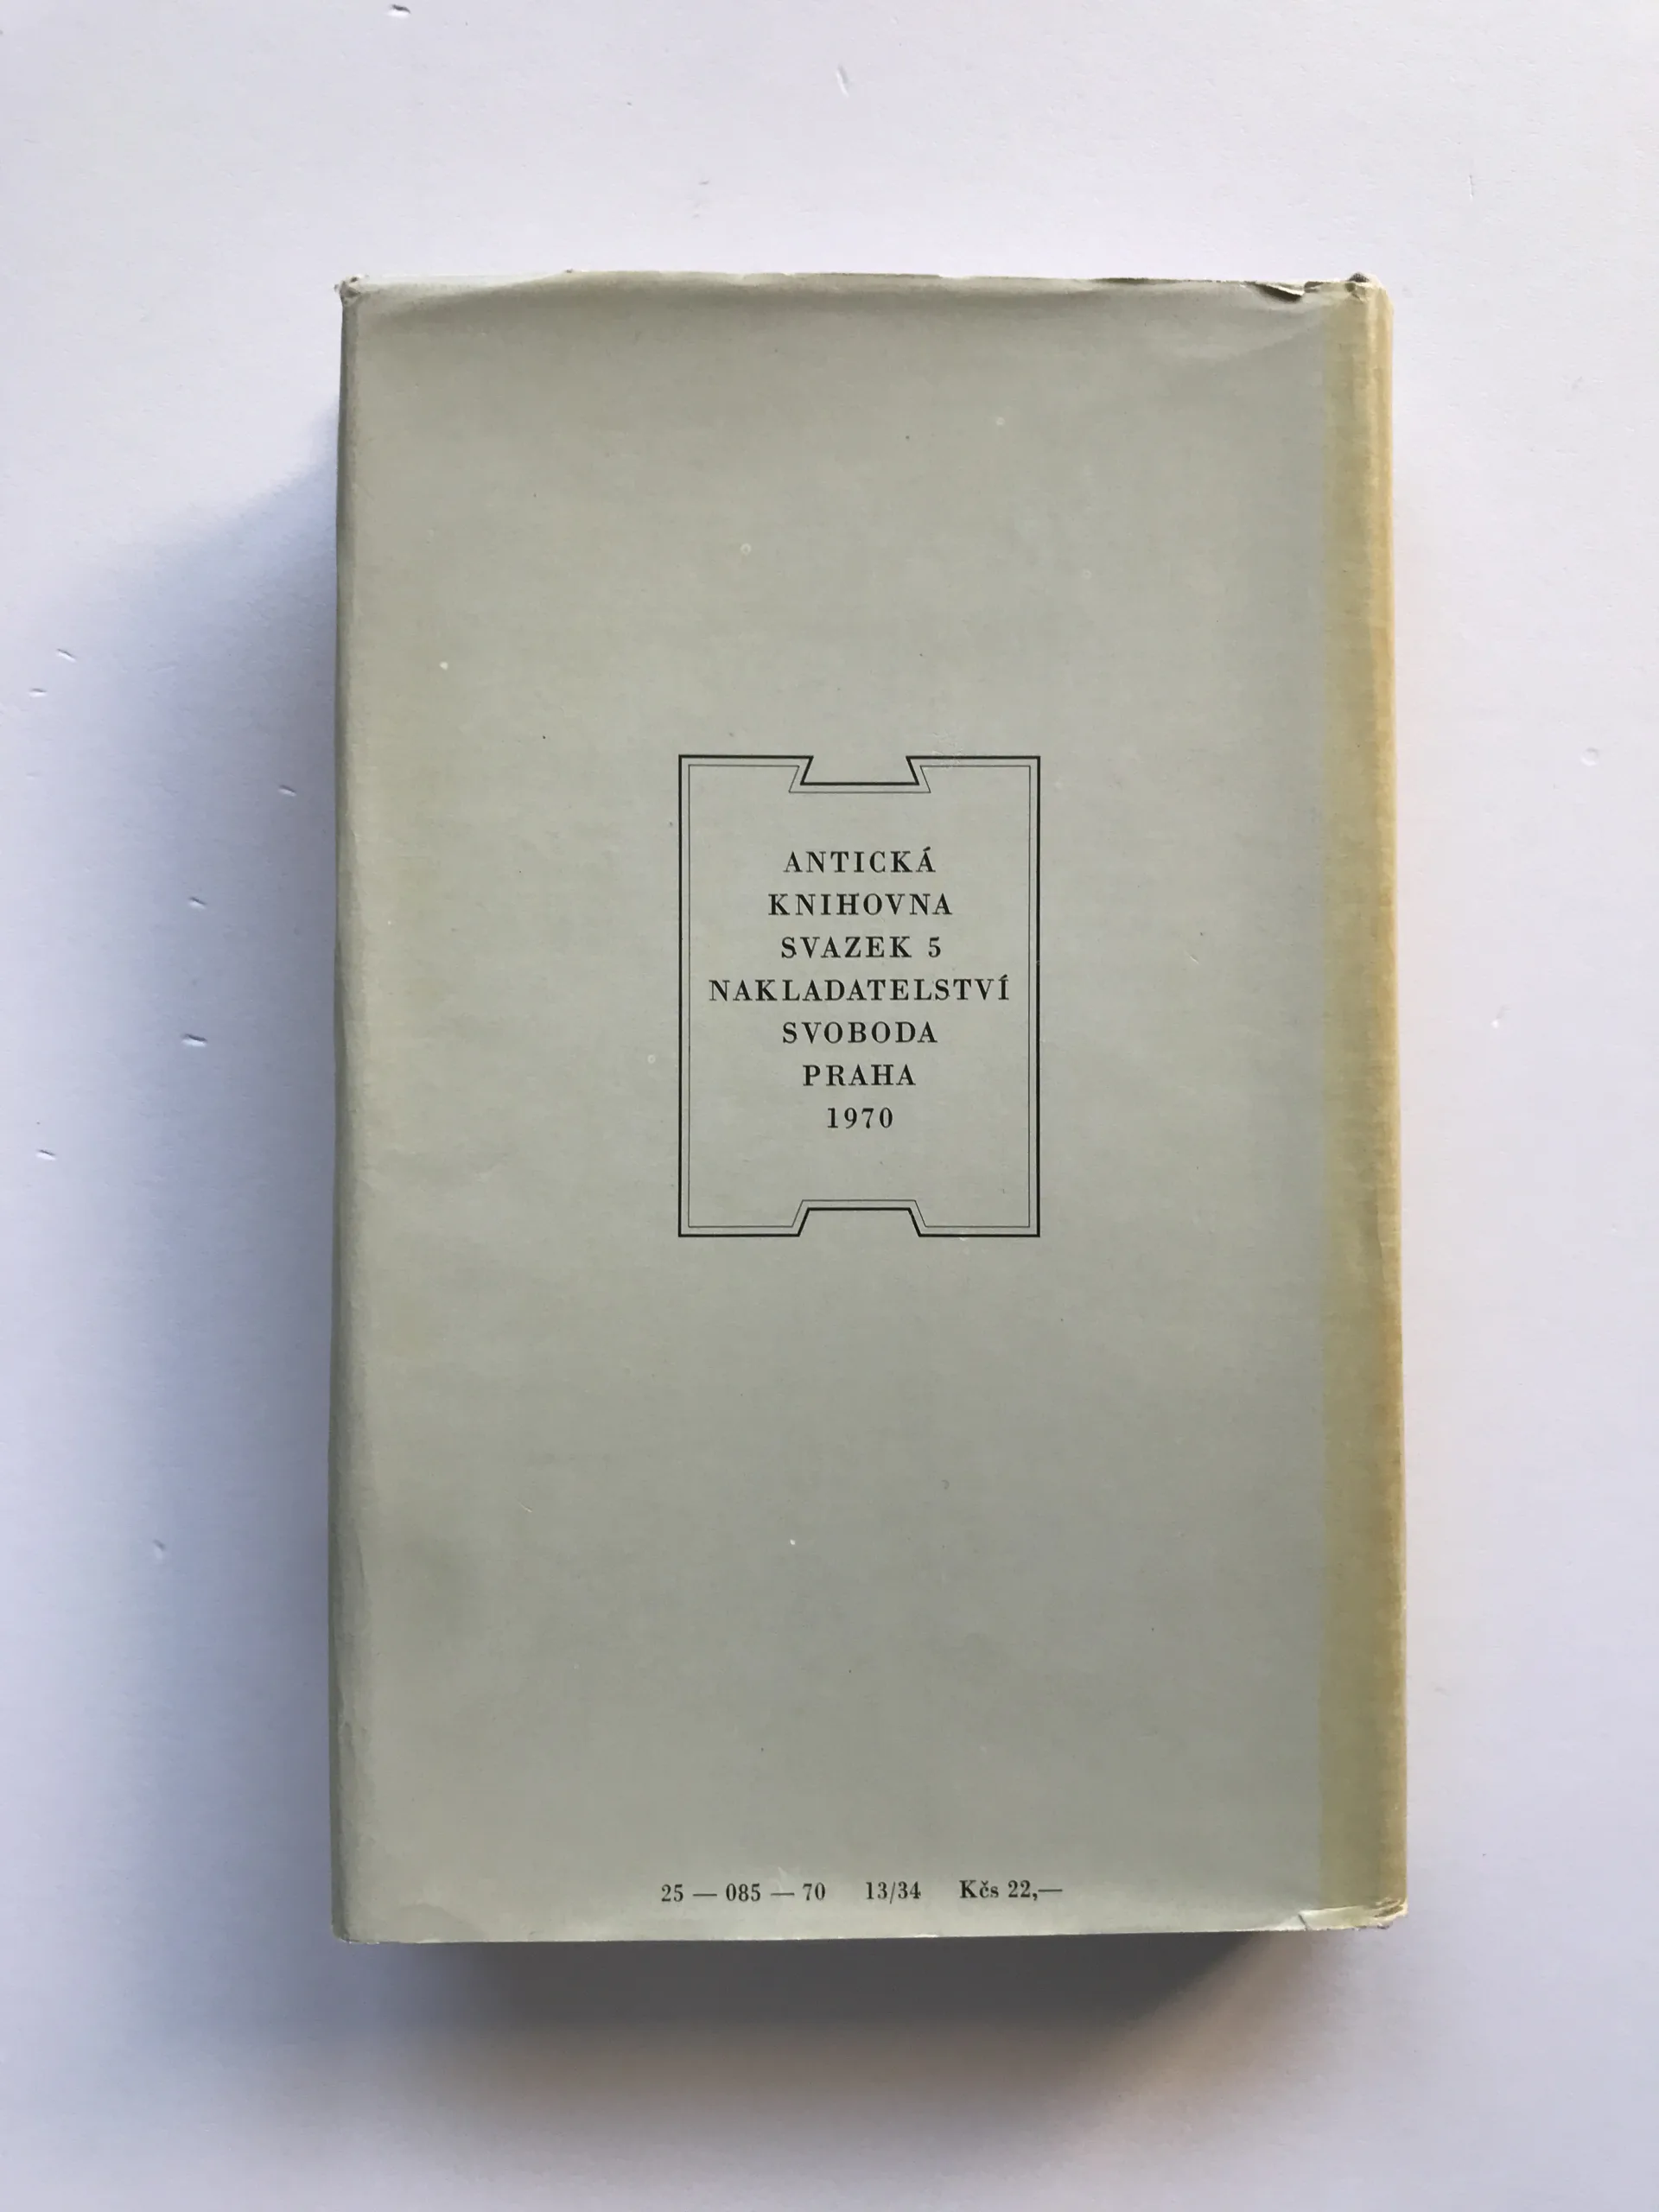 ANTICKÁ
KNIHOVNA
SVAZEK 5
NAKLADATELSTVÍ
SVOBODA
PRAHA
1970
25 — 085 — 70 13/34 Kčs 22,—